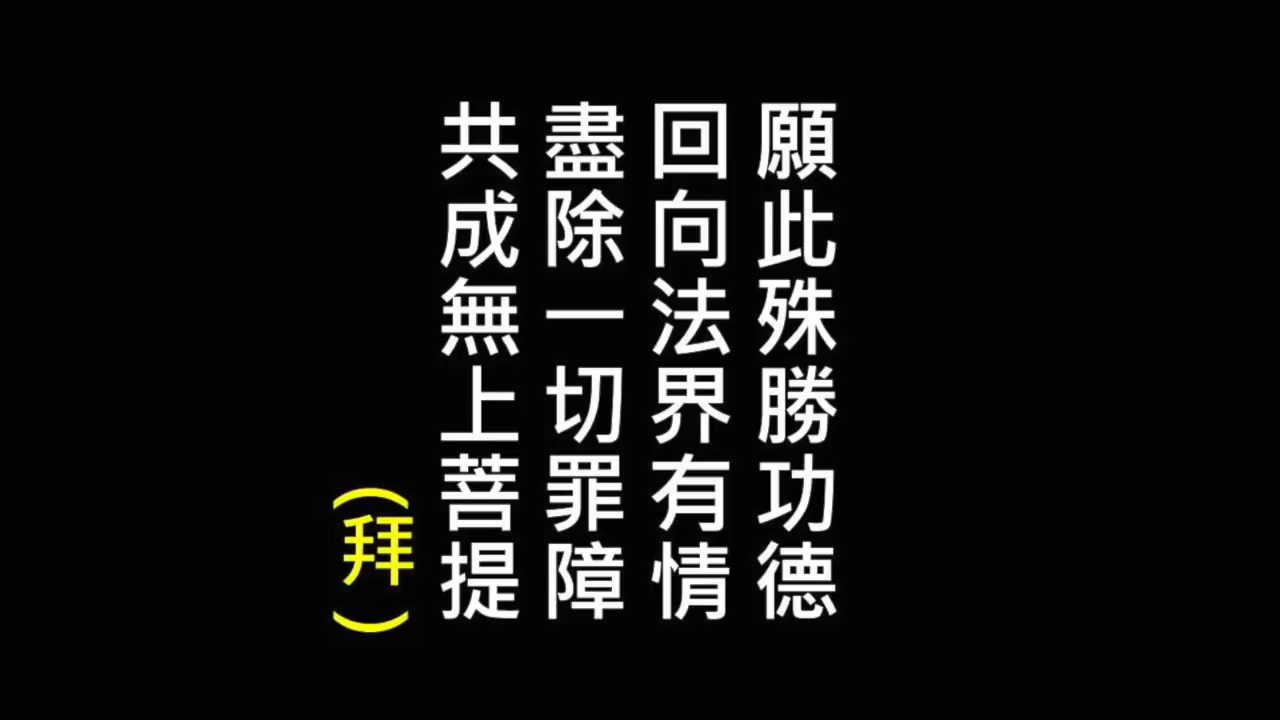 願此殊勝功德
回向法界有情
盡除一切罪障
共成無上菩提
(拜)